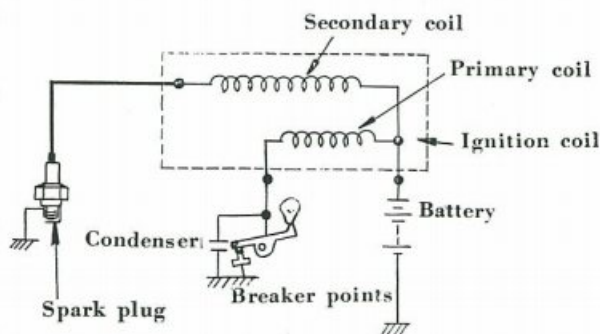 Secondary coil
Primary coil
Ignition coil
Battery
Condenser
Breaker points
Spark plug